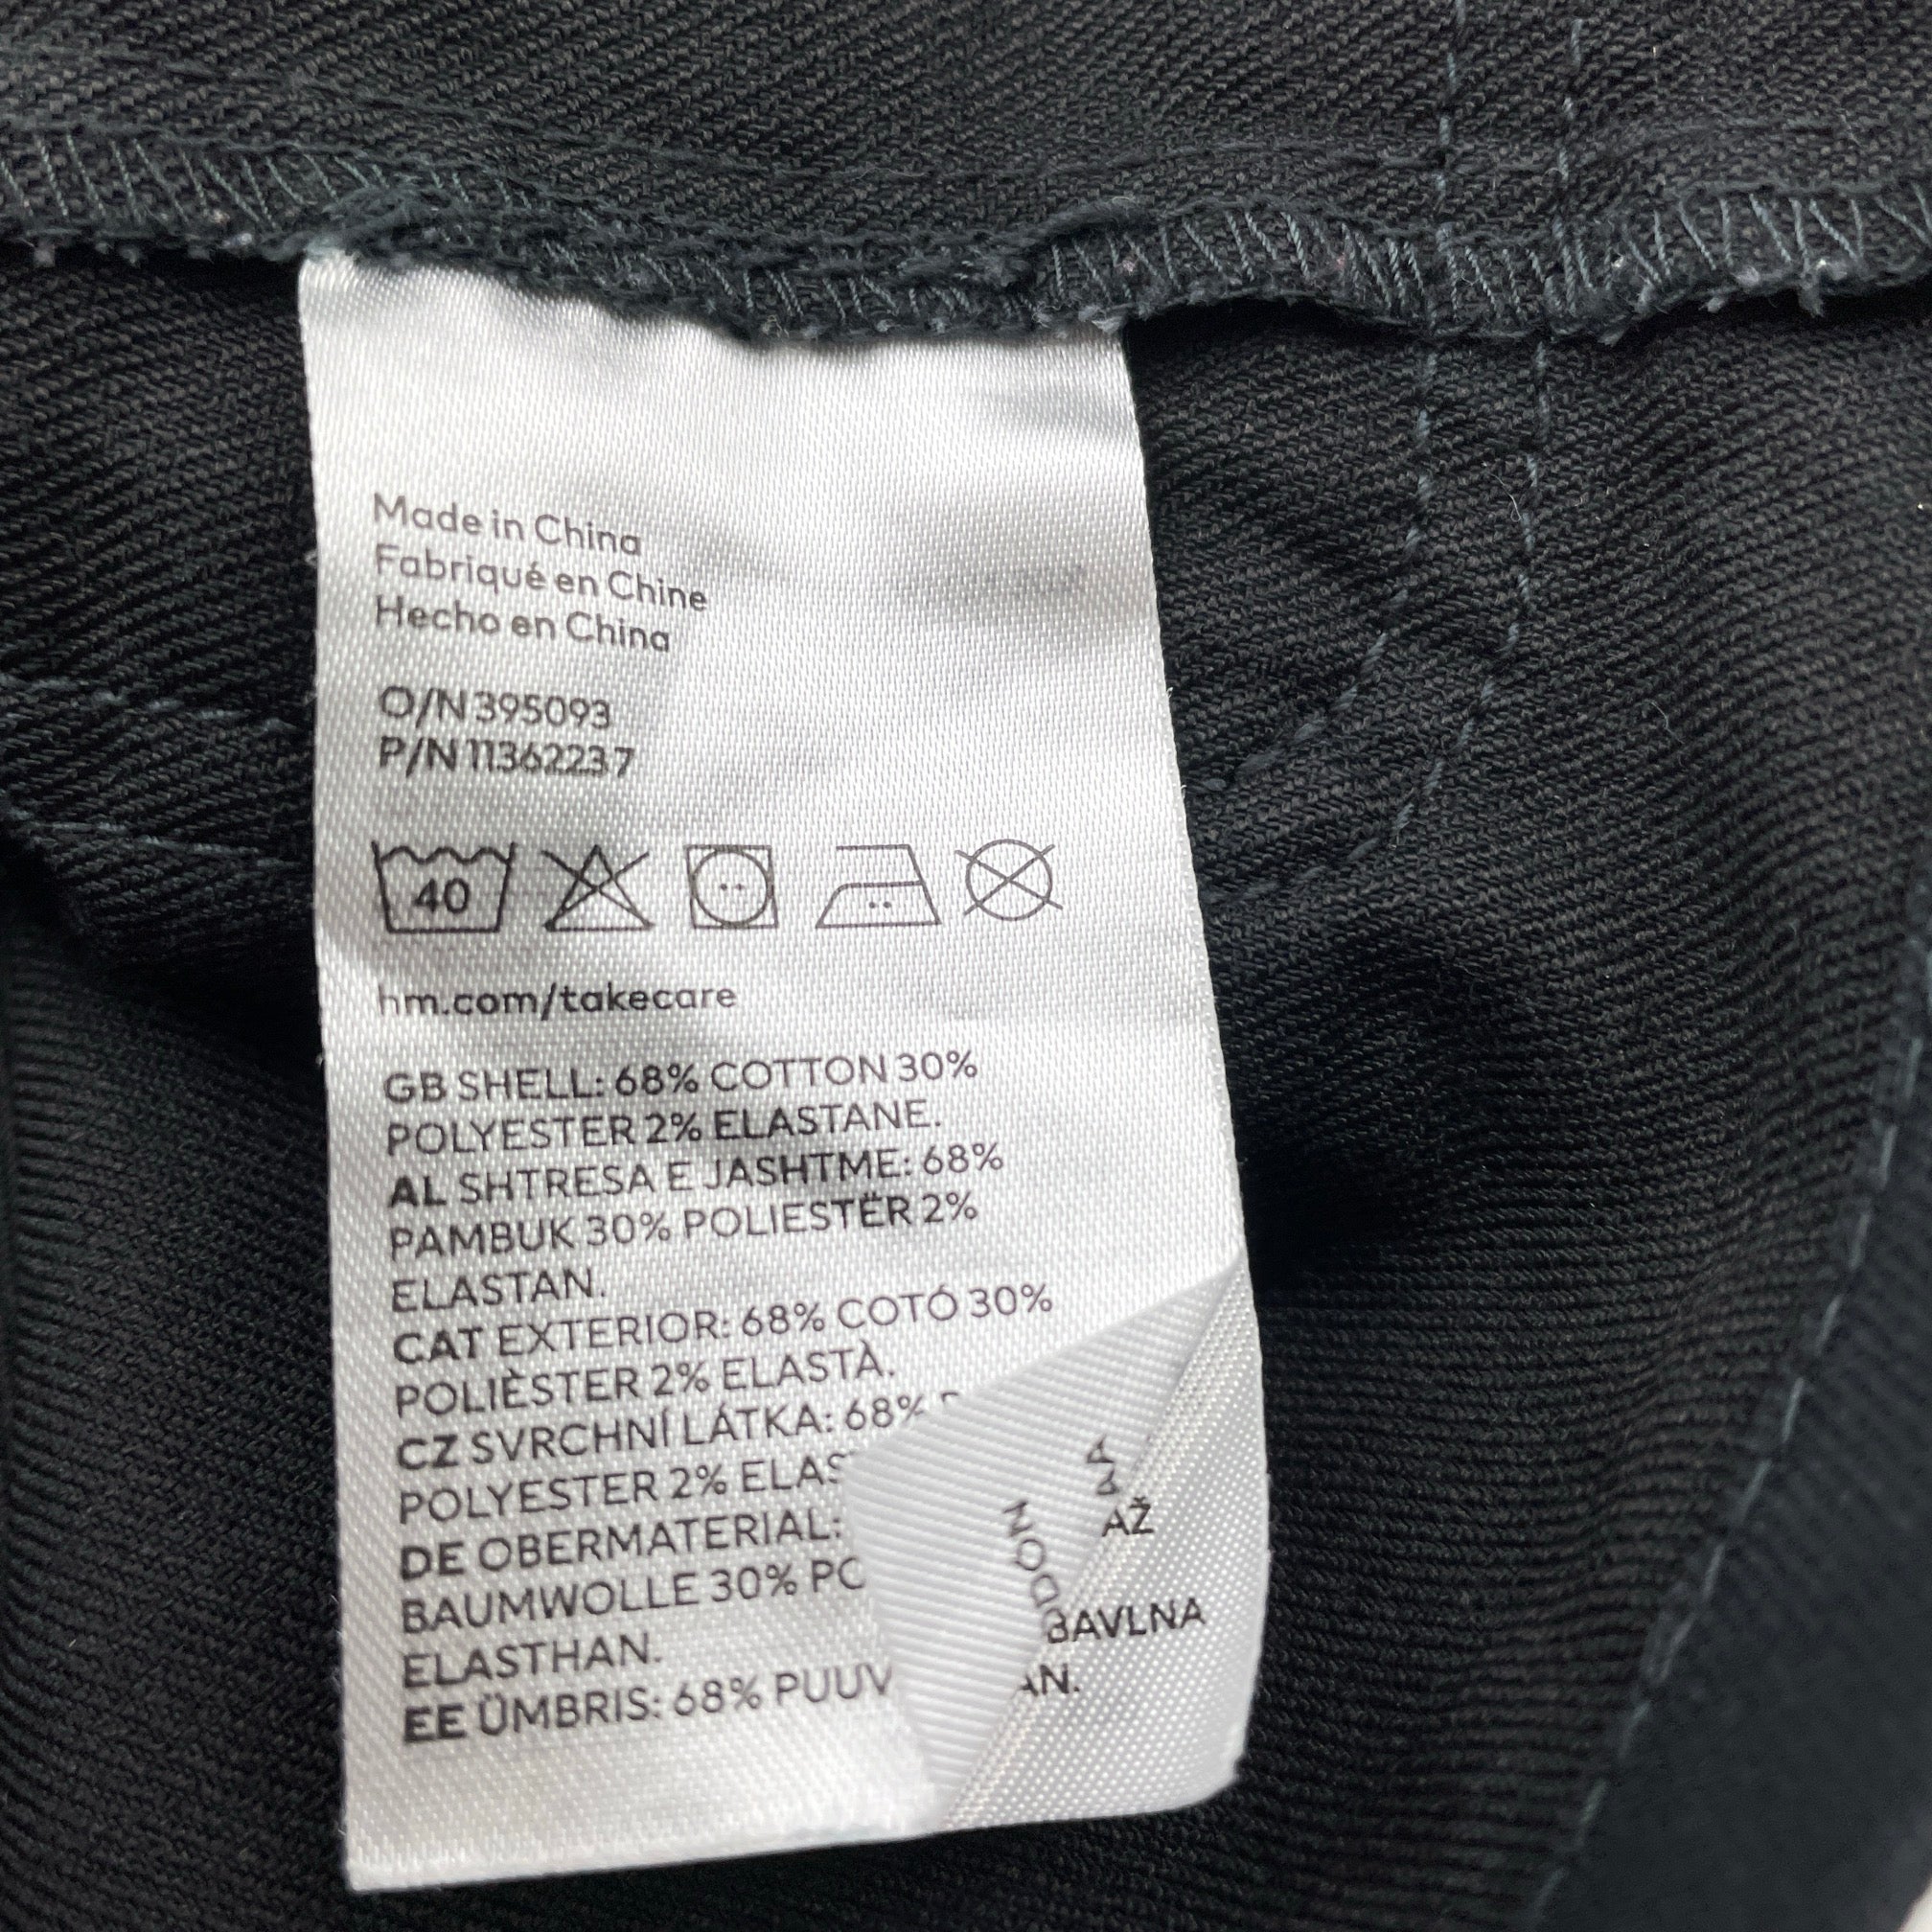 Made in China
Fabriqué en Chine
Hecho en China
O/N 395093
P/N 11362237
40
hm.com/takecare
GB SHELL: 68% COTTON 30%
POLYESTER 2% ELASTANE.
AL SHTRESA E JASHTME: 68%
PAMBUK 30% POLIESTËR 2%
ELASTAN.
CAT EXTERIOR: 68% COTÓ 30%
POLIÈSTER 2% ELASTÀ.
CZ SVRCHNÍ LÁTKA: 68%
POLYESTER 2%
DE OBERMATERIAL:
BAUMWOLLE 30%
ELASTHAN.
EE ÜMBRIS: 68%
BAVLNA